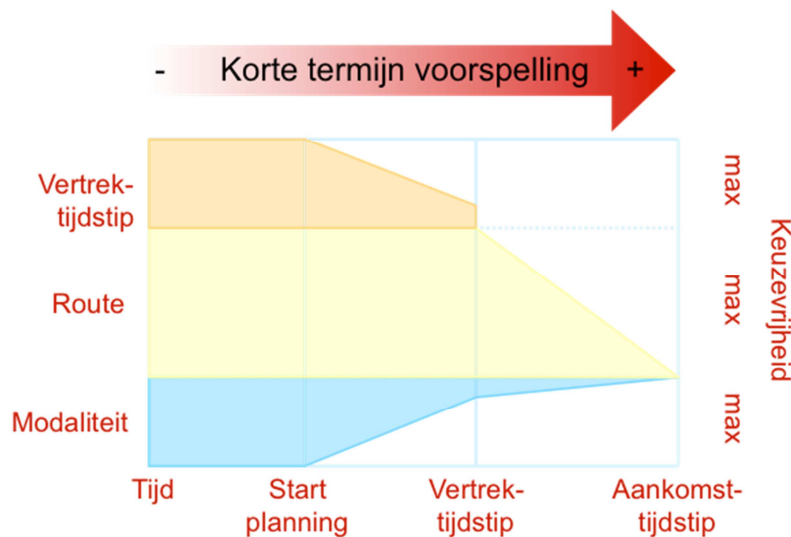 - Korte termijn voorspelling +
Vertrek-
tijdstip
Route
Modaliteit
max
max
max
Keuzevrijheid
Tijd
Start
planning
Vertrek-
tijdstip
Aankomst-
tijdstip